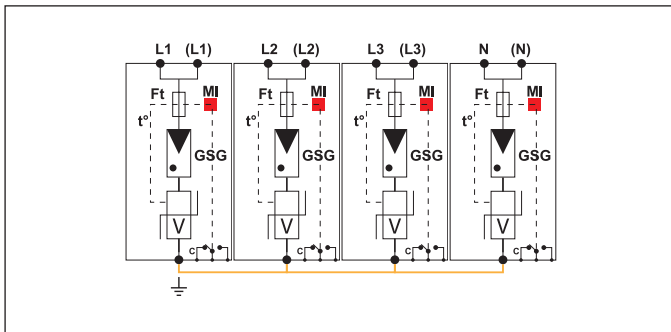 L1 (L1) L2 (L2) L3 (L3) N (N)
Ft MI Ft MI Ft MI Ft MI
t° t° t° t°
GSG GSG GSG GSG
V V V V
C C C C